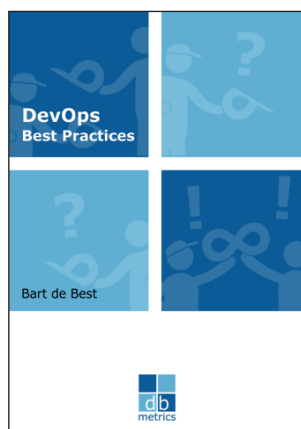 DevOps
Best Practices
?
?
! !
Bart de Best
db
metrics